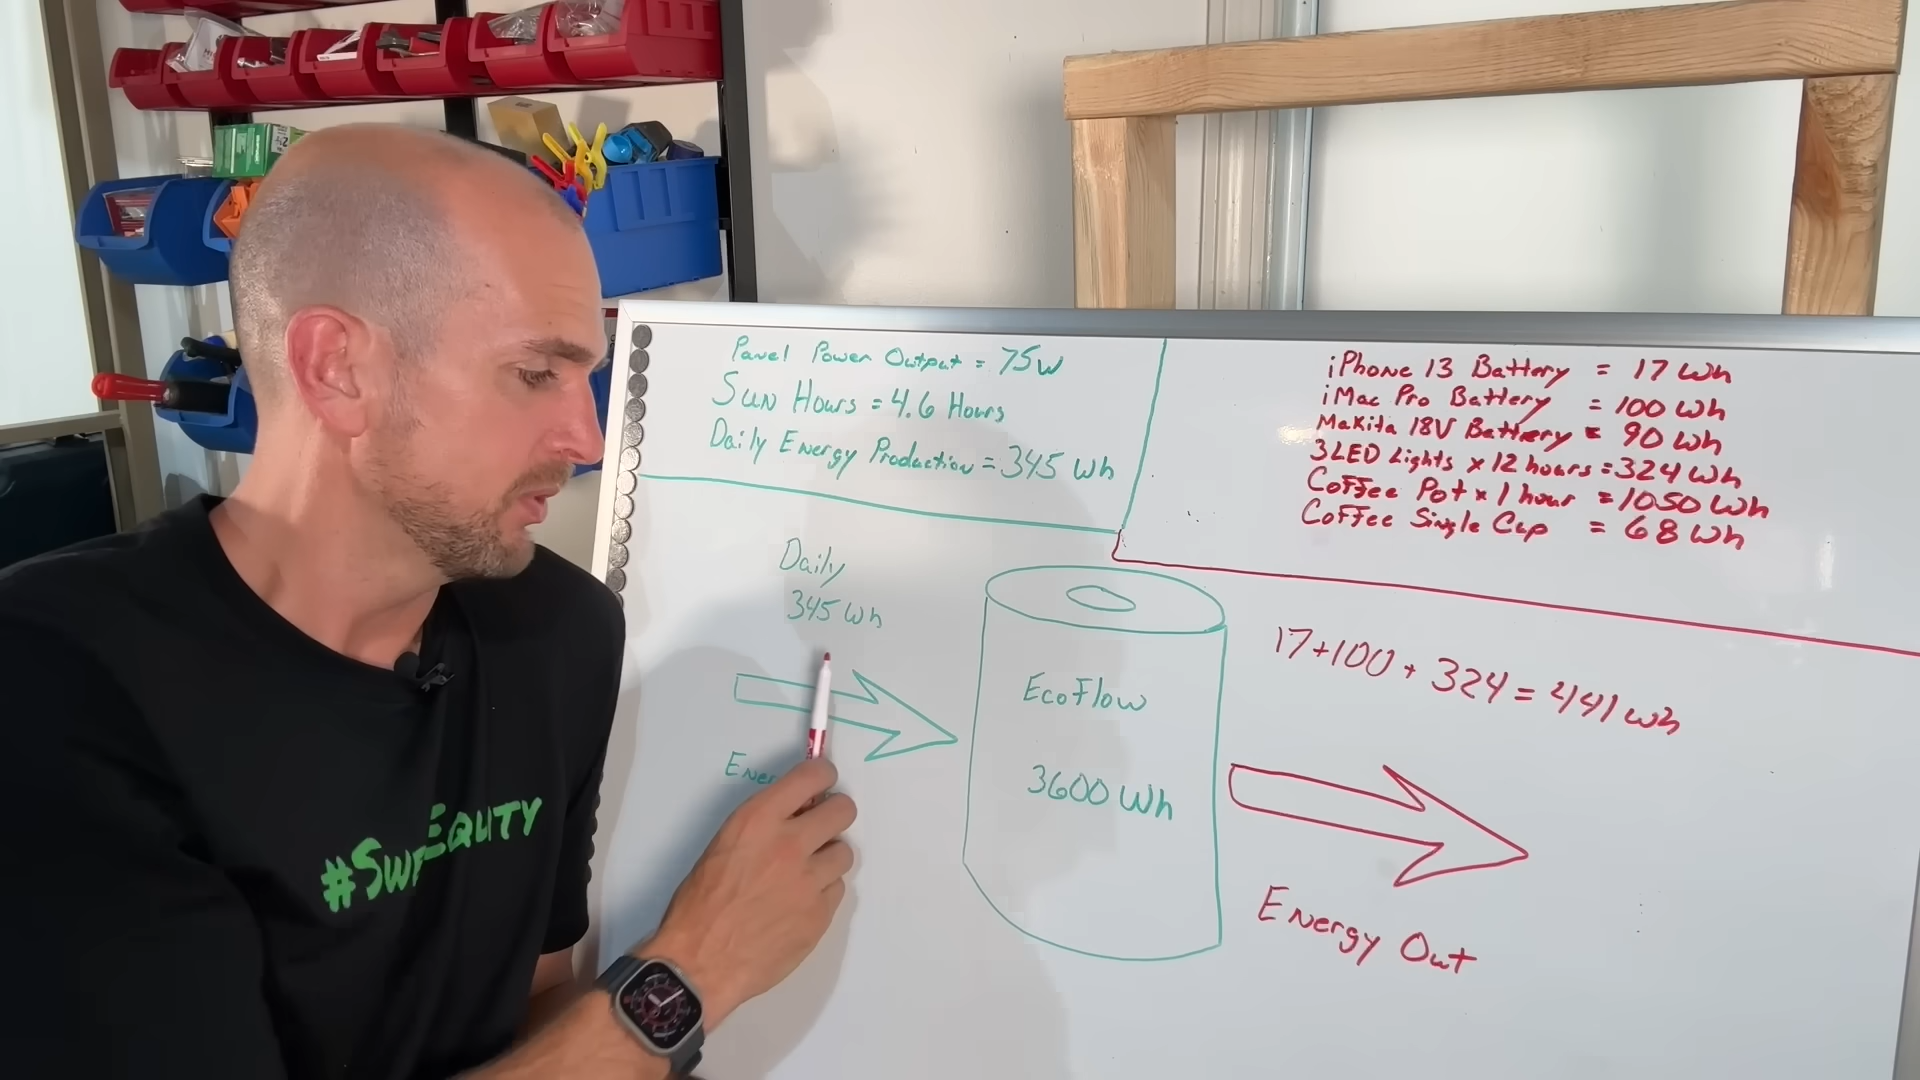 Panel Power Output = 75W
Sun Hours = 4.6 Hours
Daily Energy Production = 345 Wh
iPhone 13 Battery = 17 Wh
iMac Pro Battery = 100 Wh
Makita 18V Battery = 90 Wh
3 LED Lights x 12 hours = 324 Wh
Coffee Pot x 1 hour = 1050 Wh
Coffee Single Cup = 68 Wh
Daily
345 Wh
EcoFlow
3600 Wh
17+100+324=441 Wh
Energy Out